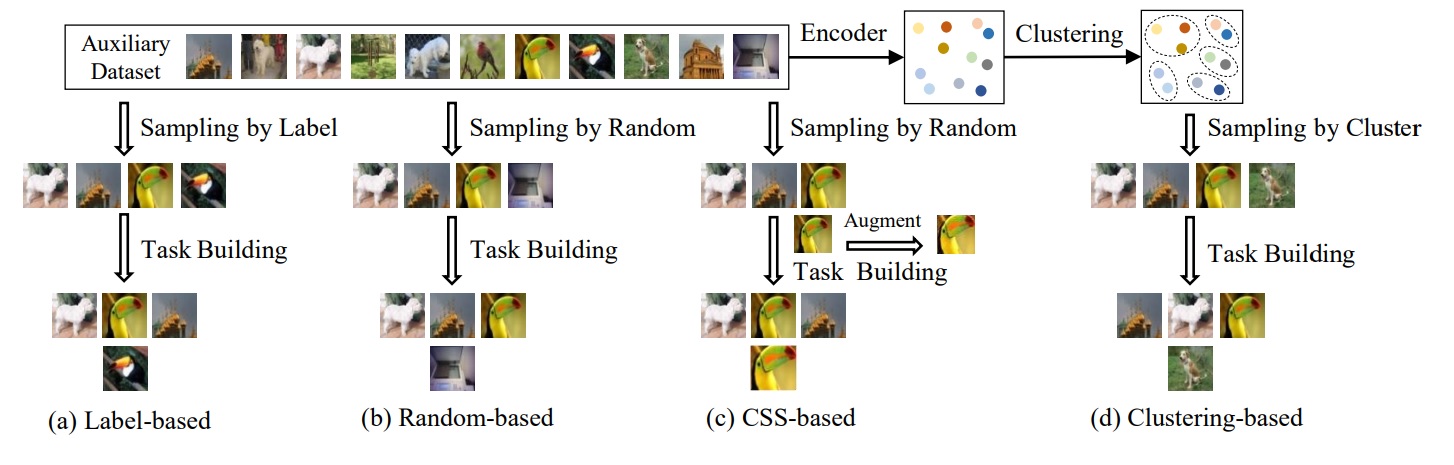 Auxiliary
Dataset
Encoder
Clustering
Sampling by Label
Sampling by Random
Sampling by Random
Sampling by Cluster
Augment
Task Building
Task Building
Task Building
Task Building
(a) Label-based
(b) Random-based
(c) CSS-based
(d) Clustering-based